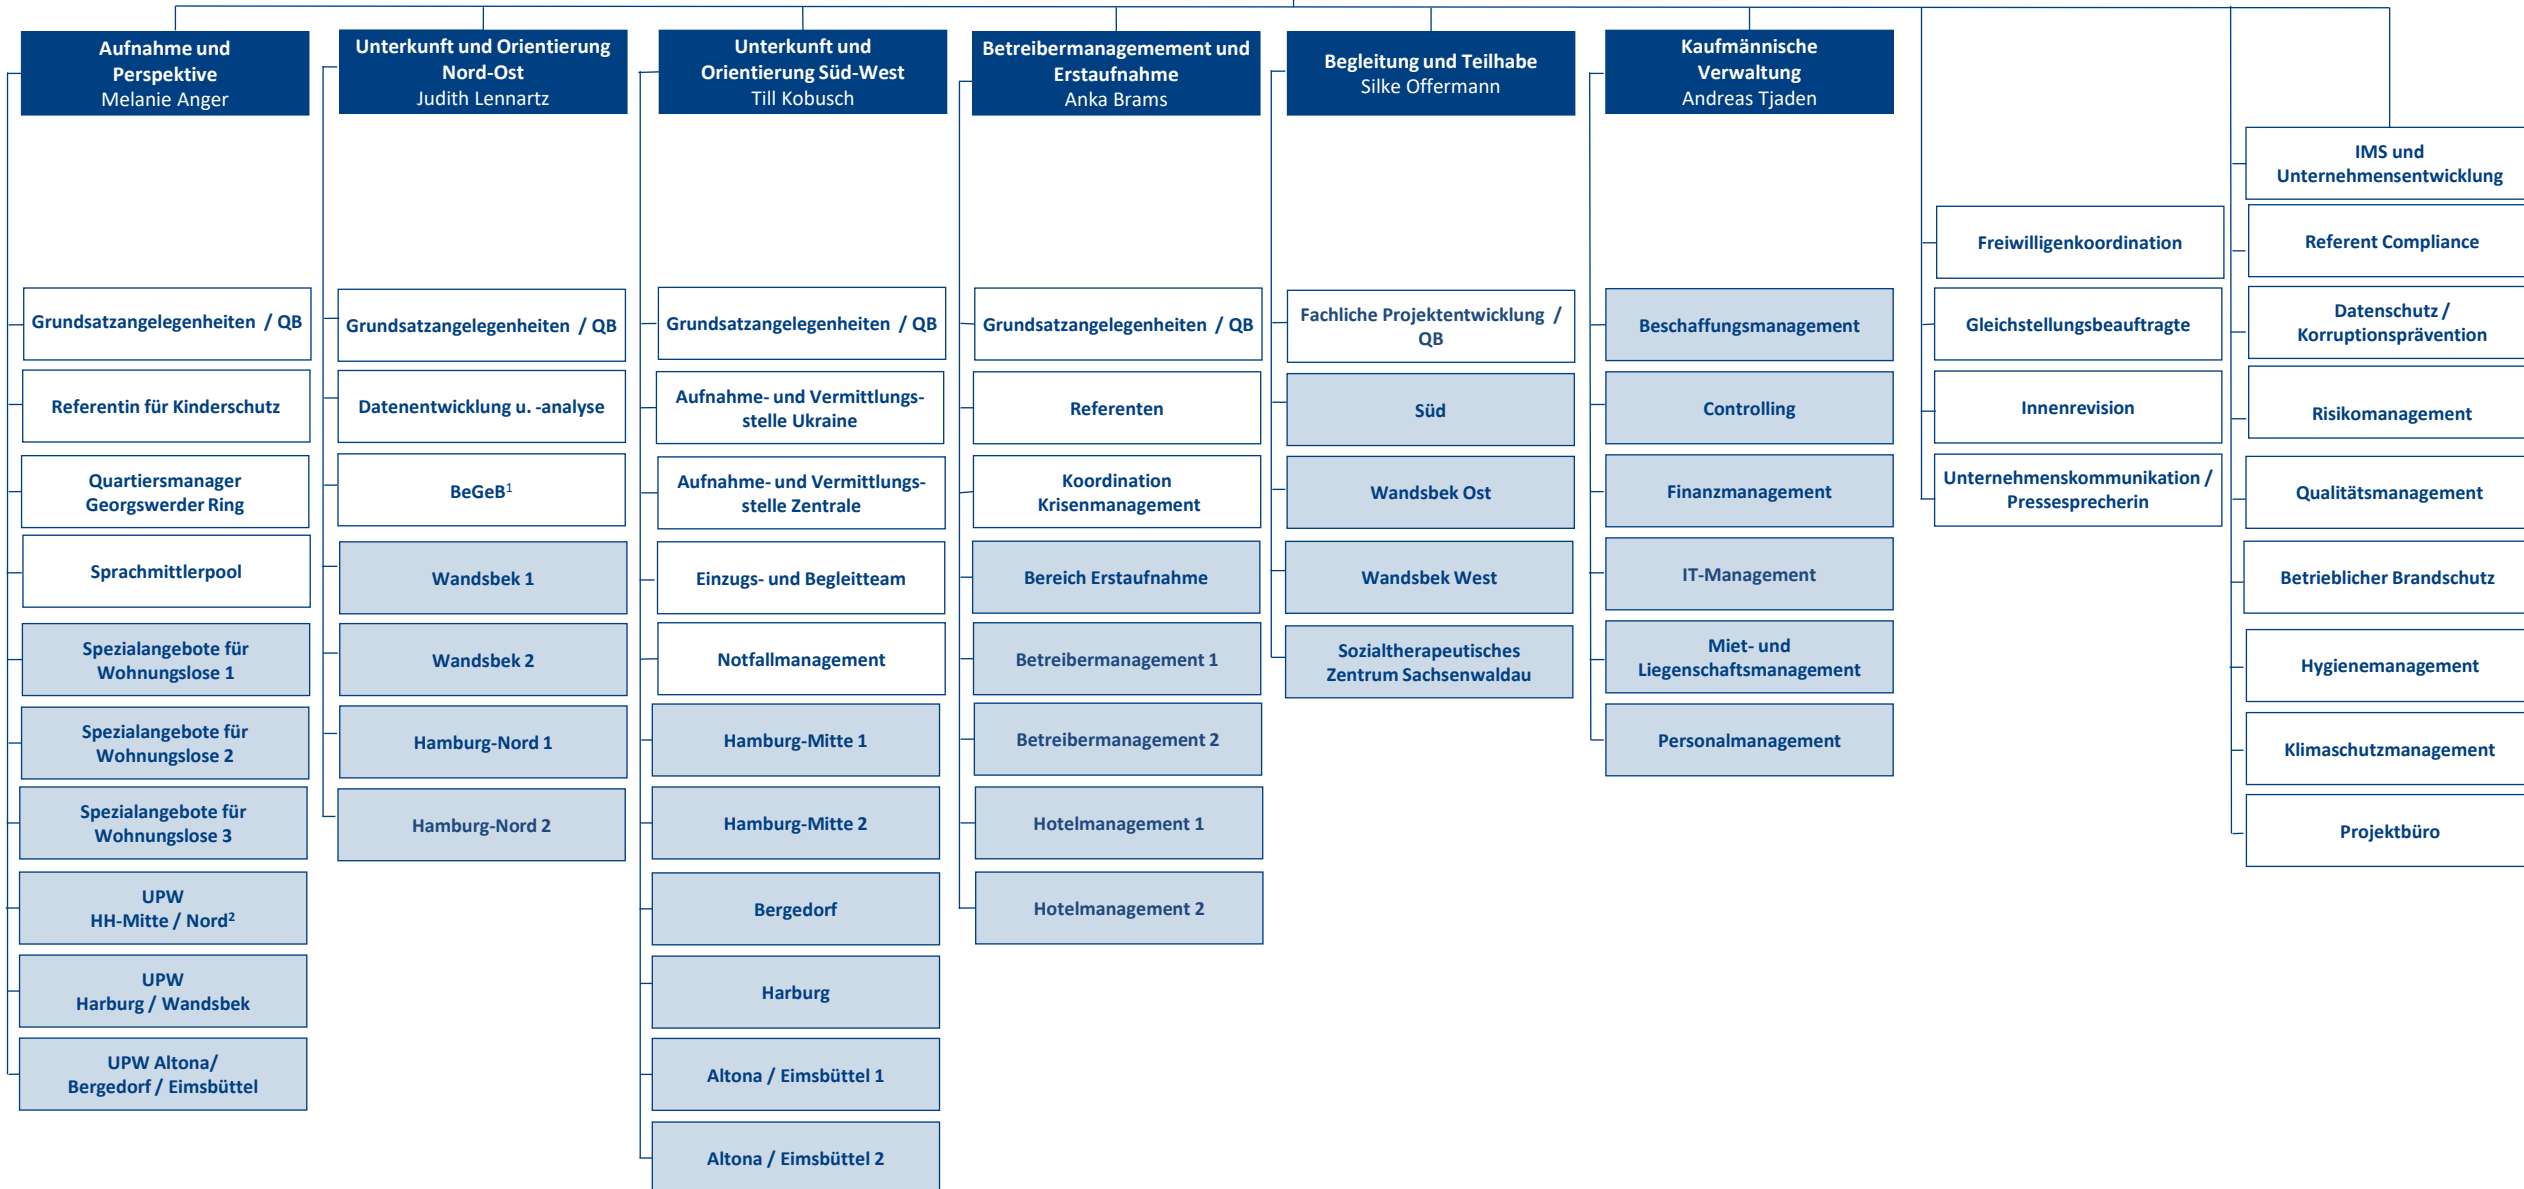 Aufnahme und
Perspektive
Melanie Anger
Grundsatzangelegenheiten / QB
Referentin für Kinderschutz
Quartiersmanager
Georgswerder Ring
Sprachmittlerpool
Spezialangebote für
Wohnungslose 1
Spezialangebote für
Wohnungslose 2
Spezialangebote für
Wohnungslose 3
UPW
HH-Mitte / Nord²
UPW
Harburg / Wandsbek
UPW Altona/
Bergedorf / Eimsbüttel
Unterkunft und Orientierung
Nord-Ost
Judith Lennartz
Grundsatzangelegenheiten / QB
Datenentwicklung u. -analyse
BeGeB¹
Wandsbek 1
Wandsbek 2
Hamburg-Nord 1
Hamburg-Nord 2
Unterkunft und
Orientierung Süd-West
Till Kobusch
Grundsatzangelegenheiten / QB
Aufnahme- und Vermittlungs-
stelle Ukraine
Aufnahme- und Vermittlungs-
stelle Zentrale
Einzugs- und Begleitteam
Notfallmanagement
Hamburg-Mitte 1
Hamburg-Mitte 2
Bergedorf
Harburg
Altona / Eimsbüttel 1
Altona / Eimsbüttel 2
Betreibermanagemement und
Erstaufnahme
Anka Brams
Grundsatzangelegenheiten / QB
Referenten
Koordination
Krisenmanagement
Bereich Erstaufnahme
Betreibermanagement 1
Betreibermanagement 2
Hotelmanagement 1
Hotelmanagement 2
Begleitung und Teilhabe
Silke Offermann
Fachliche Projektentwicklung /
QB
Süd
Wandsbek Ost
Wandsbek West
Sozialtherapeutisches
Zentrum Sachsenwaldau
Kaufmännische
Verwaltung
Andreas Tjaden
Beschaffungsmanagement
Controlling
Finanzmanagement
IT-Management
Miet- und
Liegenschaftsmanagement
Personalmanagement
Freiwilligenkoordination
Gleichstellungsbeauftragte
Innenrevision
Unternehmenskommunikation /
Pressesprecherin
IMS und
Unternehmensentwicklung
Referent Compliance
Datenschutz /
Korruptionsprävention
Risikomanagement
Qualitätsmanagement
Betrieblicher Brandschutz
Hygienemanagement
Klimaschutzmanagement
Projektbüro